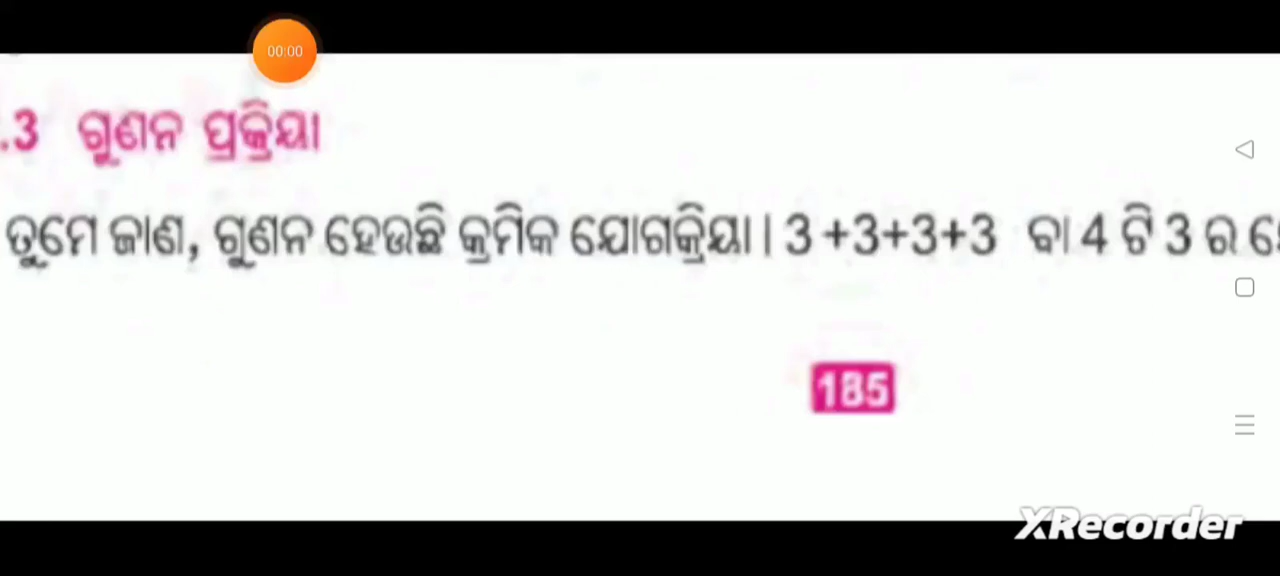 00:00
.3 ଗୁଣନ ପ୍ରକ୍ରିୟା
ତୁମେ ଜାଣ, ଗୁଣନ ହେଉଛି କ୍ରମିକ ଯୋଗକ୍ରିୟା । 3 +3+3+3 ବା 4 ଟି 3 ର
185
XRecorder